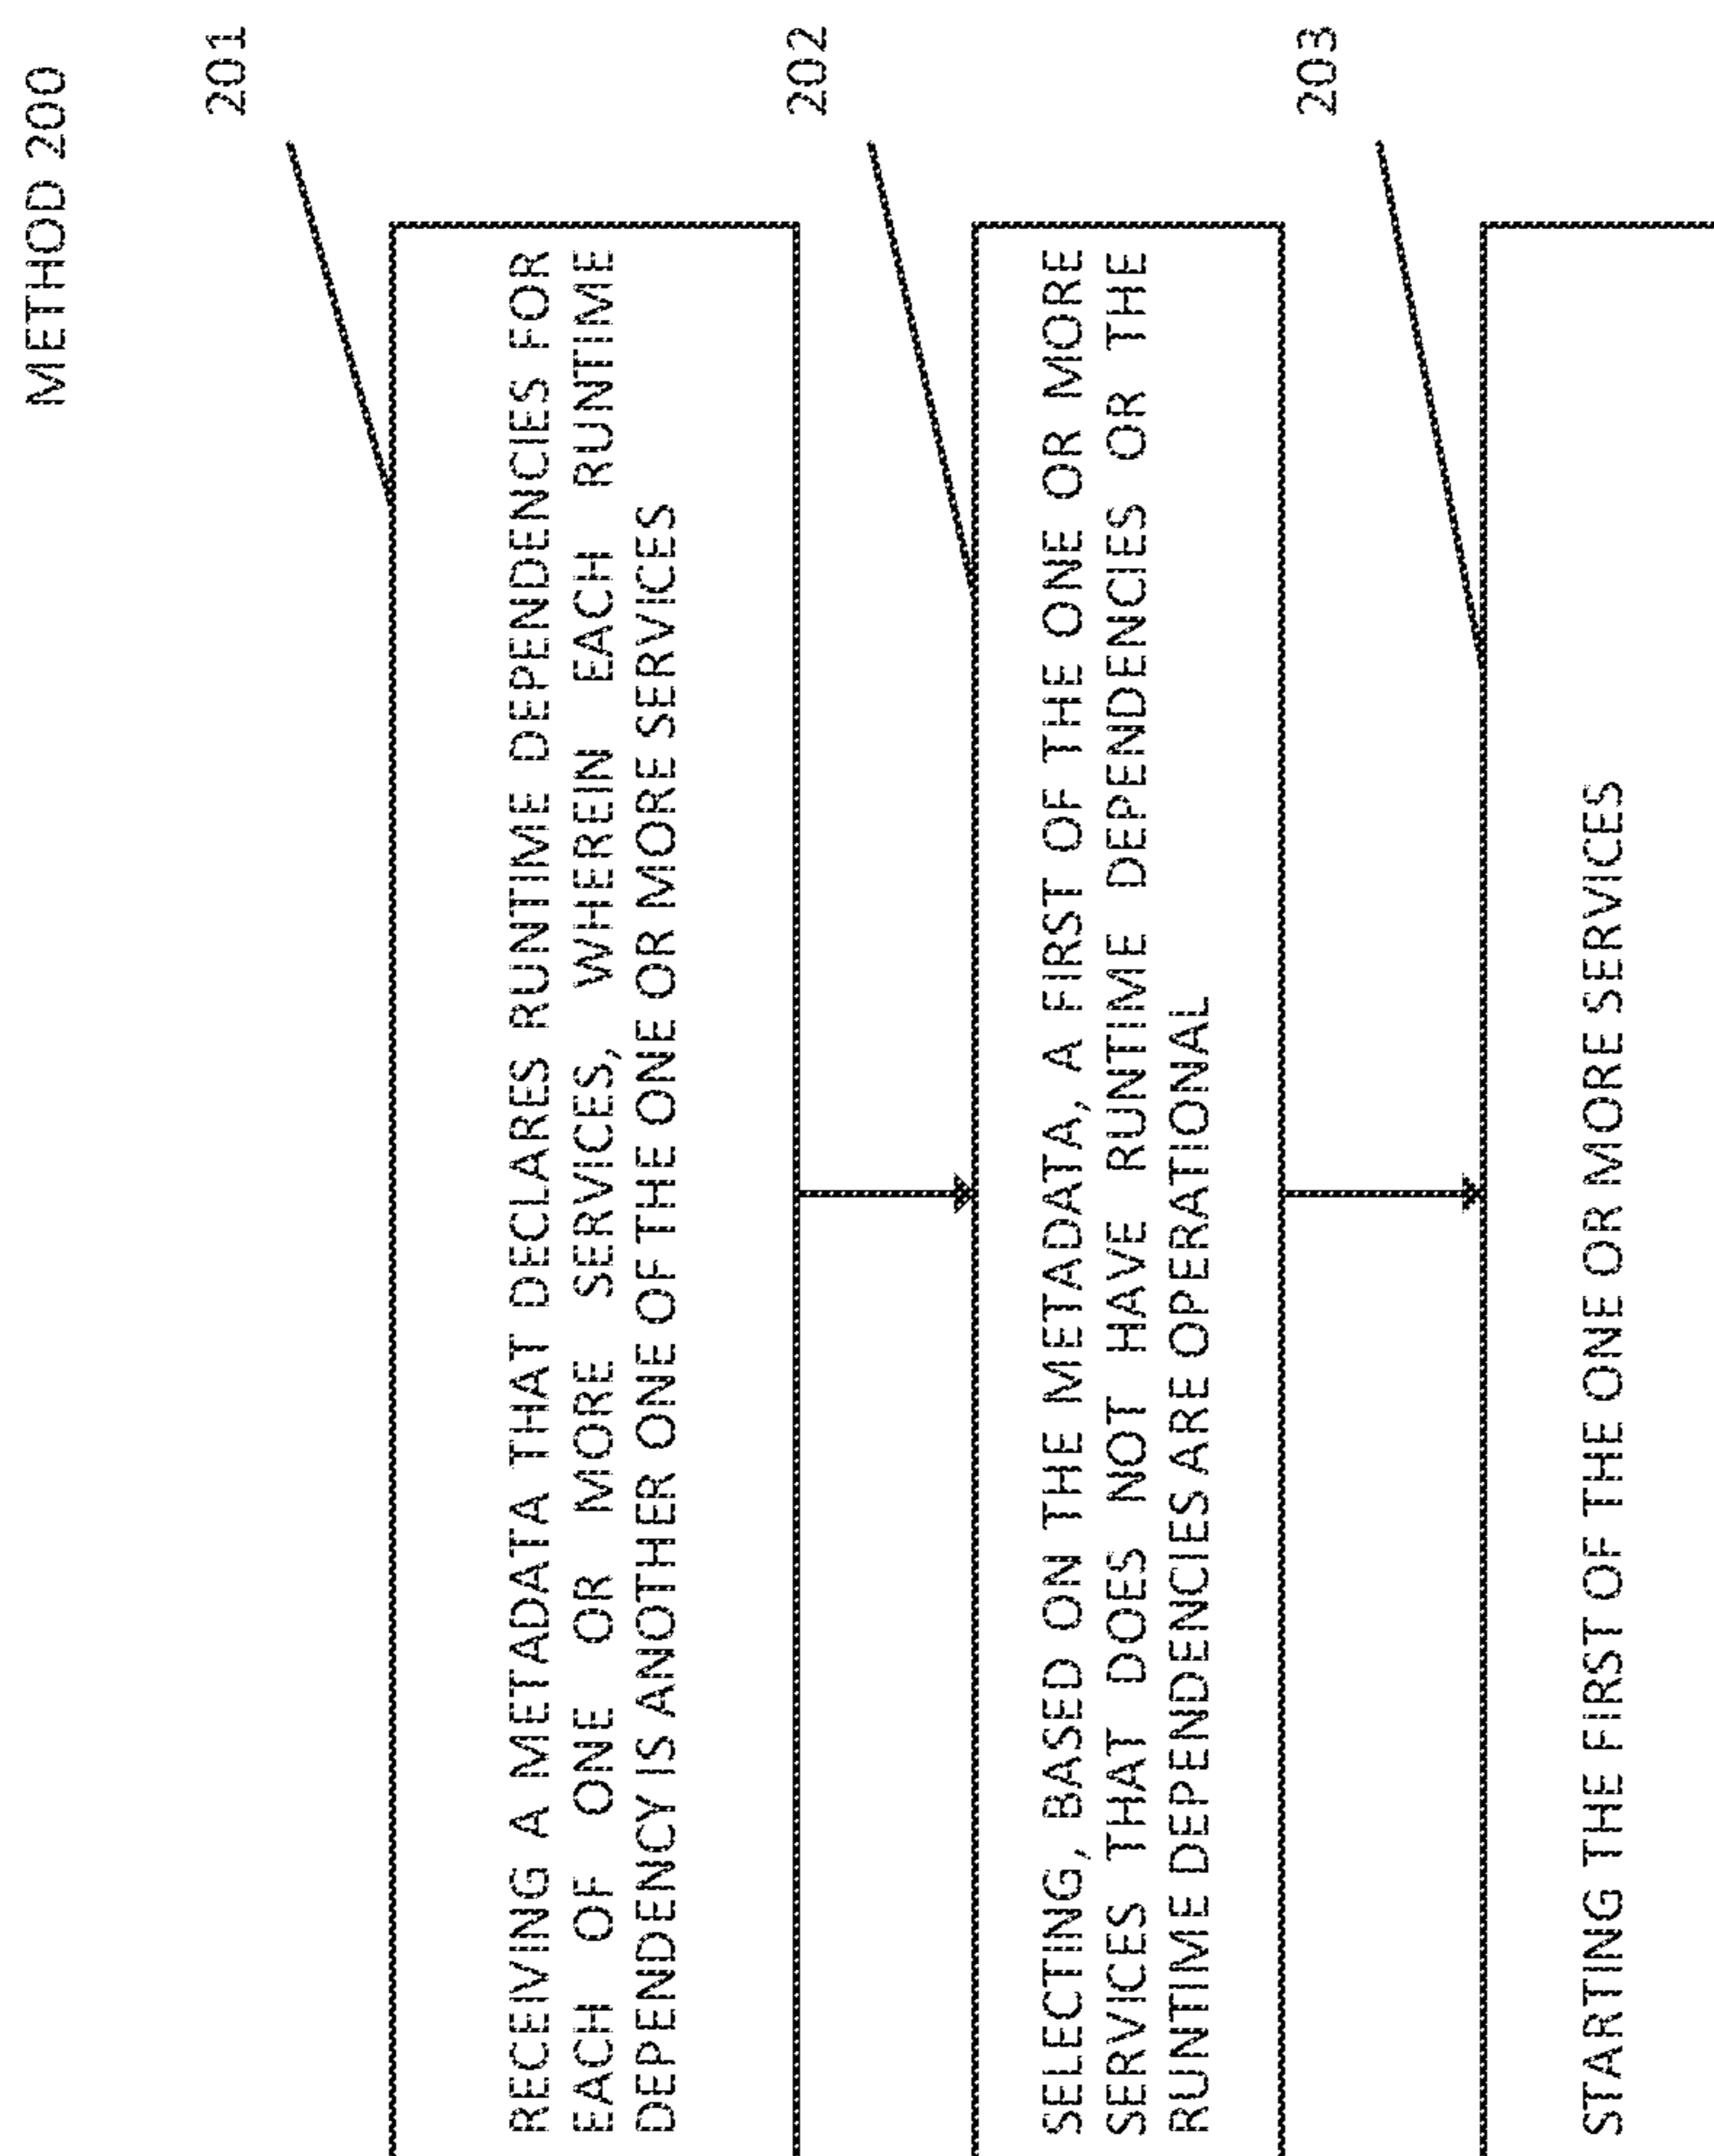 METHOD 200
201
RECEIVING A METADATA THAT DECLARES RUNTIME DEPENDENCIES FOR
EACH OF ONE OR MORE SERVICES, WHEREIN EACH RUNTIME
DEPENDENCY IS ANOTHER ONE OF THE ONE OR MORE SERVICES
202
SELECTING, BASED ON THE METADATA, A FIRST OF THE ONE OR MORE
SERVICES THAT DOES NOT HAVE RUNTIME DEPENDENCIES OR THE
RUNTIME DEPENDENCIES ARE OPERATIONAL
203
STARTING THE FIRST OF THE ONE OR MORE SERVICES